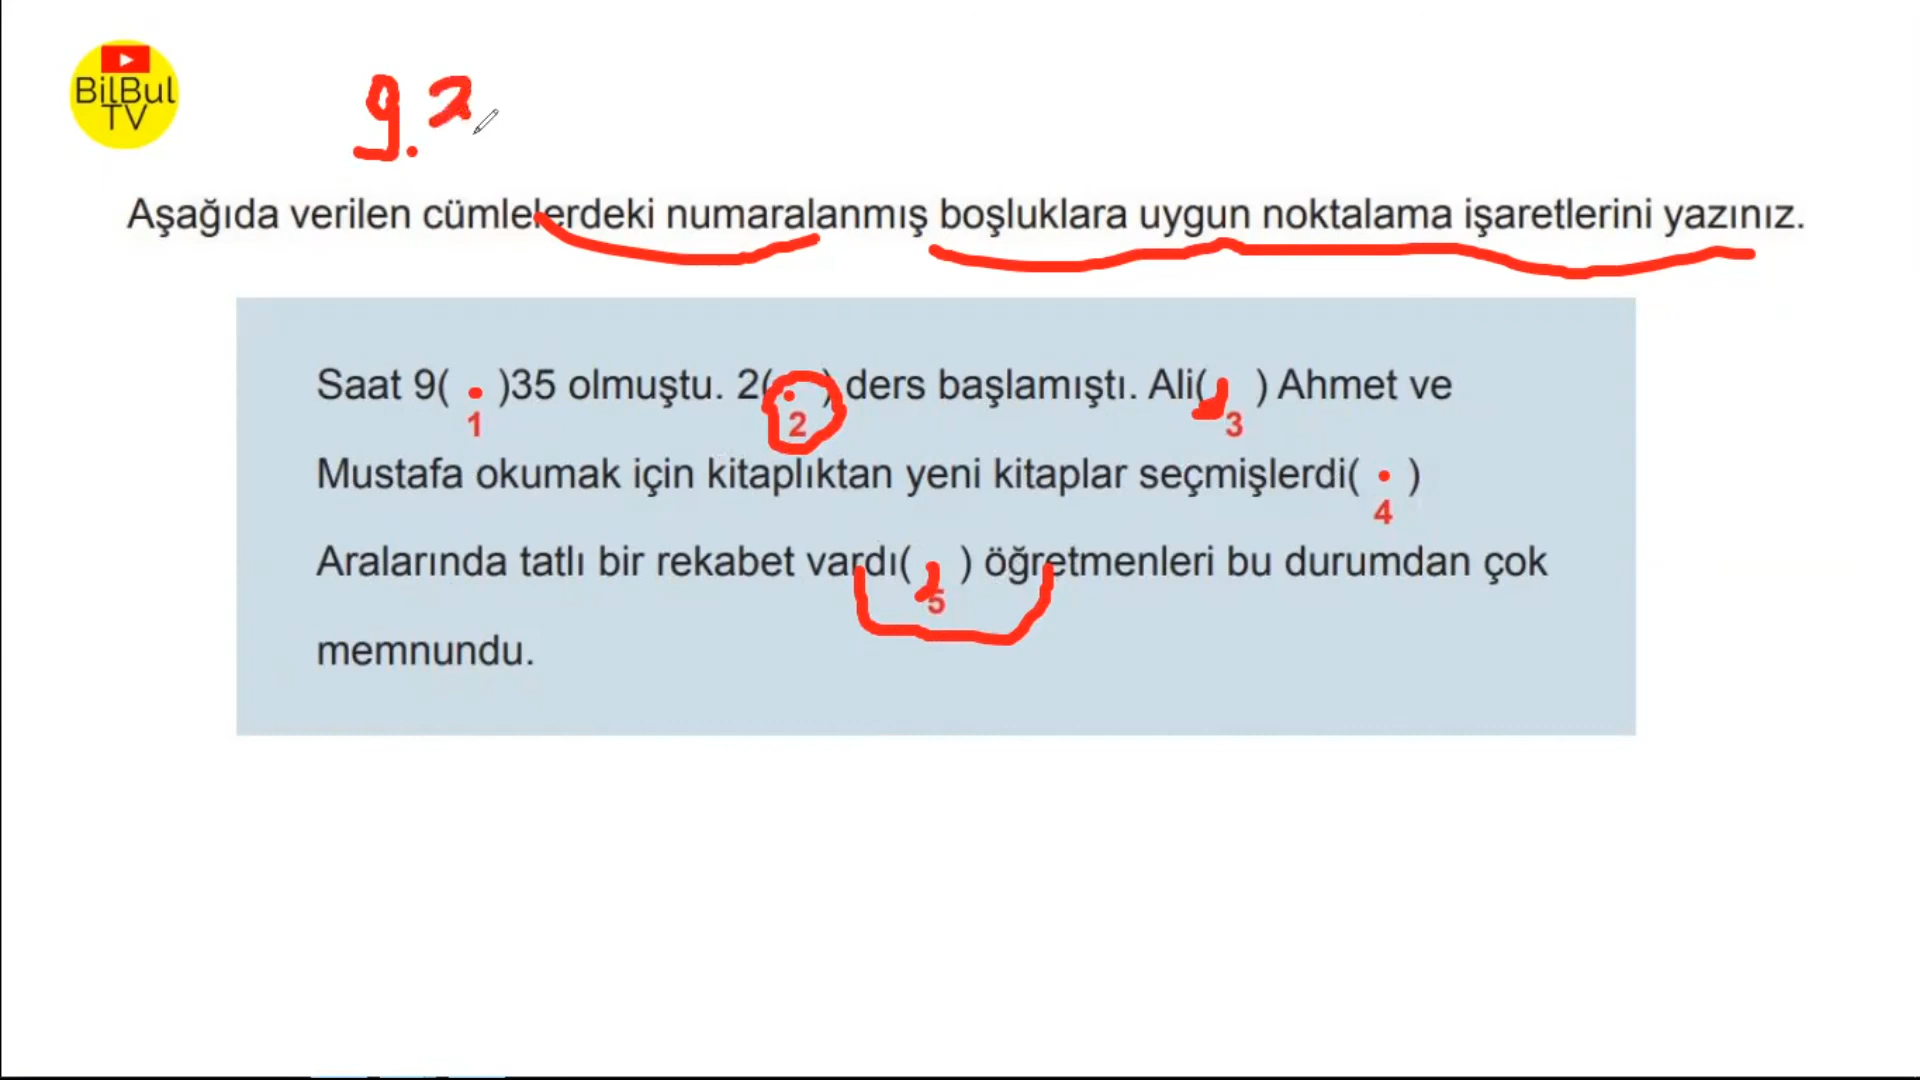 BilBul
TV
9.2
Aşağıda verilen cümlelerdeki numaralanmış boşluklara uygun noktalama işaretlerini yazınız.
Saat 9( . )35 olmuştu. 2( . ) ders başlamıştı. Ali( , ) Ahmet ve
1 2 3
Mustafa okumak için kitaplıktan yeni kitaplar seçmişlerdi( . )
4
Aralarında tatlı bir rekabet vardı( , ) öğretmenleri bu durumdan çok
5
memnundu.